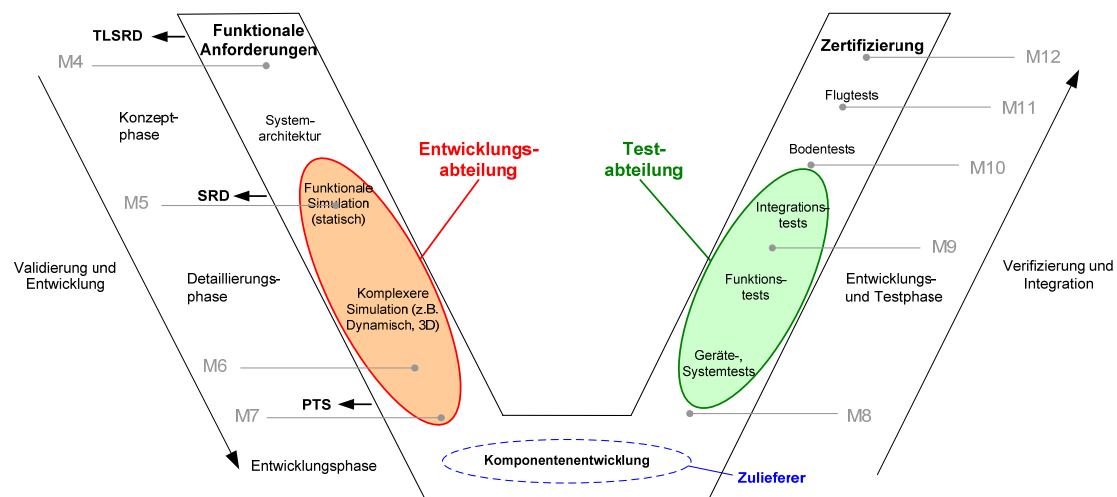 TLSRD
Funktionale
Anforderungen
M4
Konzept-
phase
System-
architektur
Entwicklungs-
abteilung
SRD
M5
Funktionale
Simulation
(statisch)
Validierung und
Entwicklung
Detaillierungs-
phase
Komplexere
Simulation (z.B.
Dynamisch, 3D)
M6
PTS
M7
Entwicklungsphase
Komponentenentwicklung
Zulieferer
Zertifizierung
M12
Flugtests
M11
Test-
abteilung
Bodentests
M10
Integrations-
tests
M9
Funktions-
tests
Entwicklungs-
und Testphase
Verifizierung und
Integration
Geräte-,
Systemtests
M8